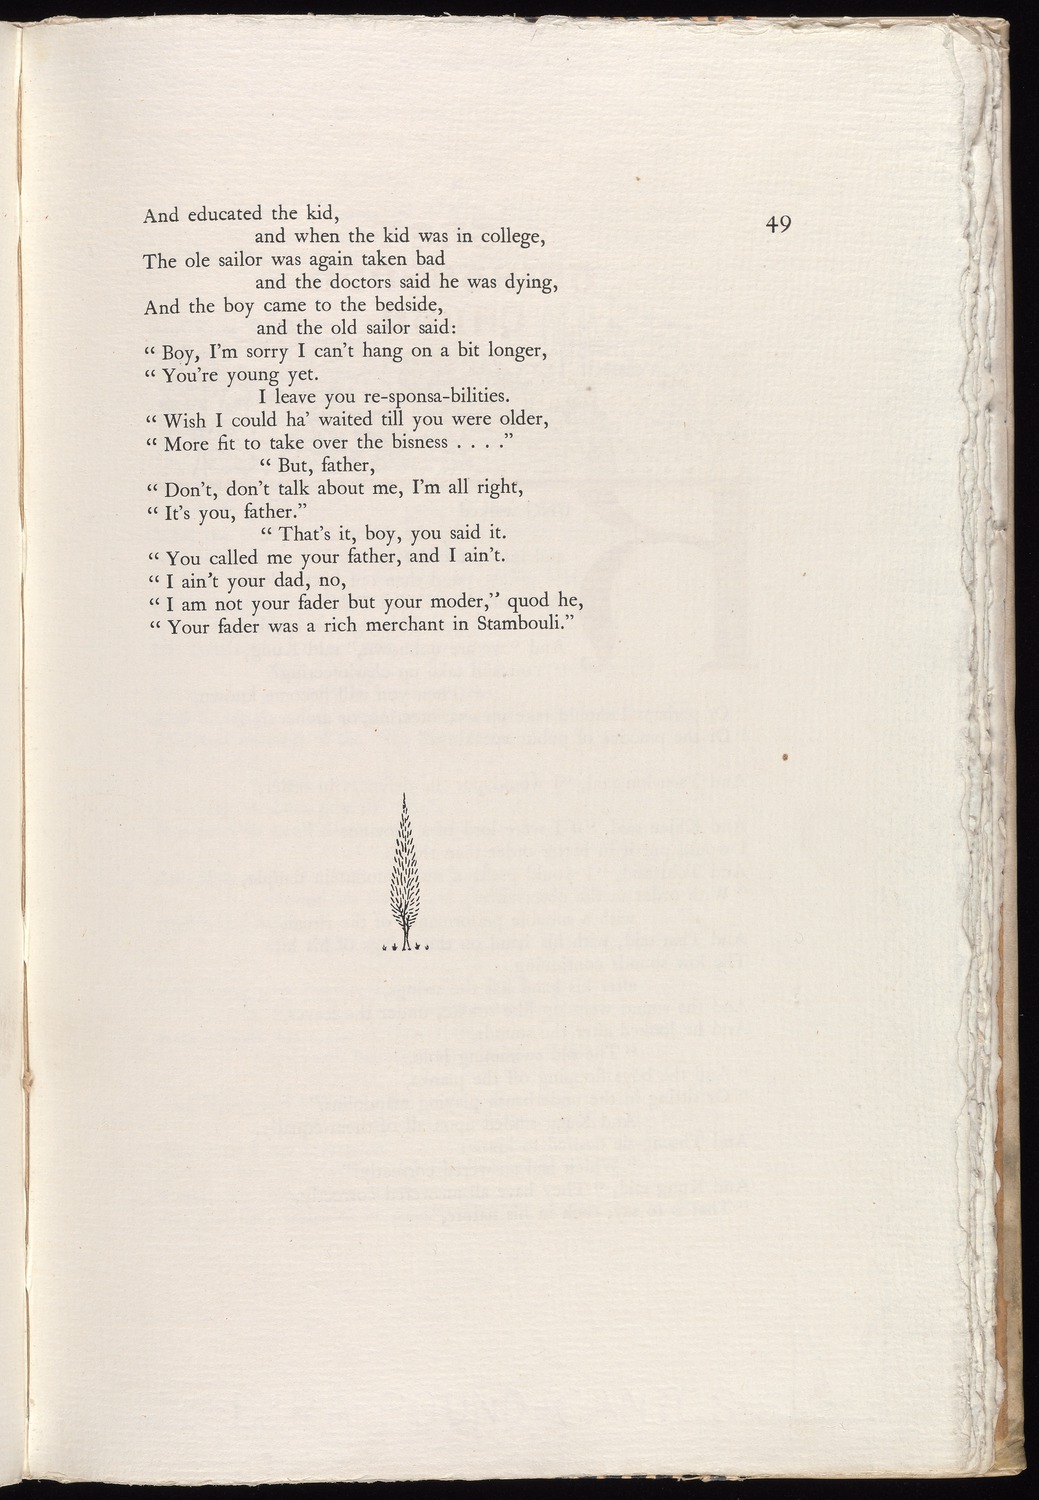 49
And educated the kid,
and when the kid was in college,
The ole sailor was again taken bad
and the doctors said he was dying,
And the boy came to the bedside,
and the old sailor said:
“ Boy, I'm sorry I can't hang on a bit longer,
“ You're young yet.
I leave you re-sponsa-bilities.
“ Wish I could ha' waited till you were older,
“ More fit to take over the bisness . . . .”
“ But, father,
“ Don't, don't talk about me, I'm all right,
“ It's you, father.”
“ That's it, boy, you said it.
“ You called me your father, and I ain't.
“ I ain't your dad, no,
“ I am not your fader but your moder,” quod he,
“ Your fader was a rich merchant in Stambouli.”